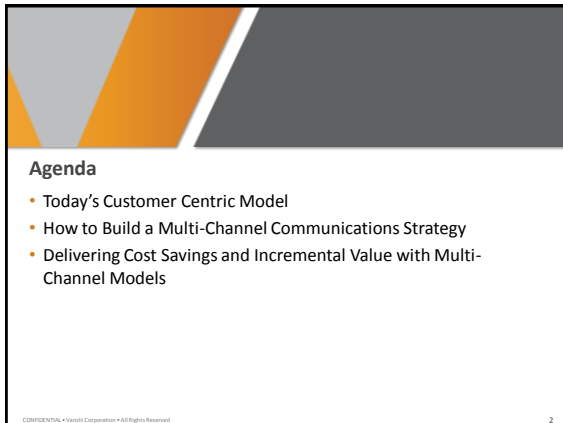 Agenda
• Today's Customer Centric Model
• How to Build a Multi-Channel Communications Strategy
• Delivering Cost Savings and Incremental Value with Multi-
Channel Models
CONFIDENTIAL • Vansili Corporation • All Rights Reserved
2